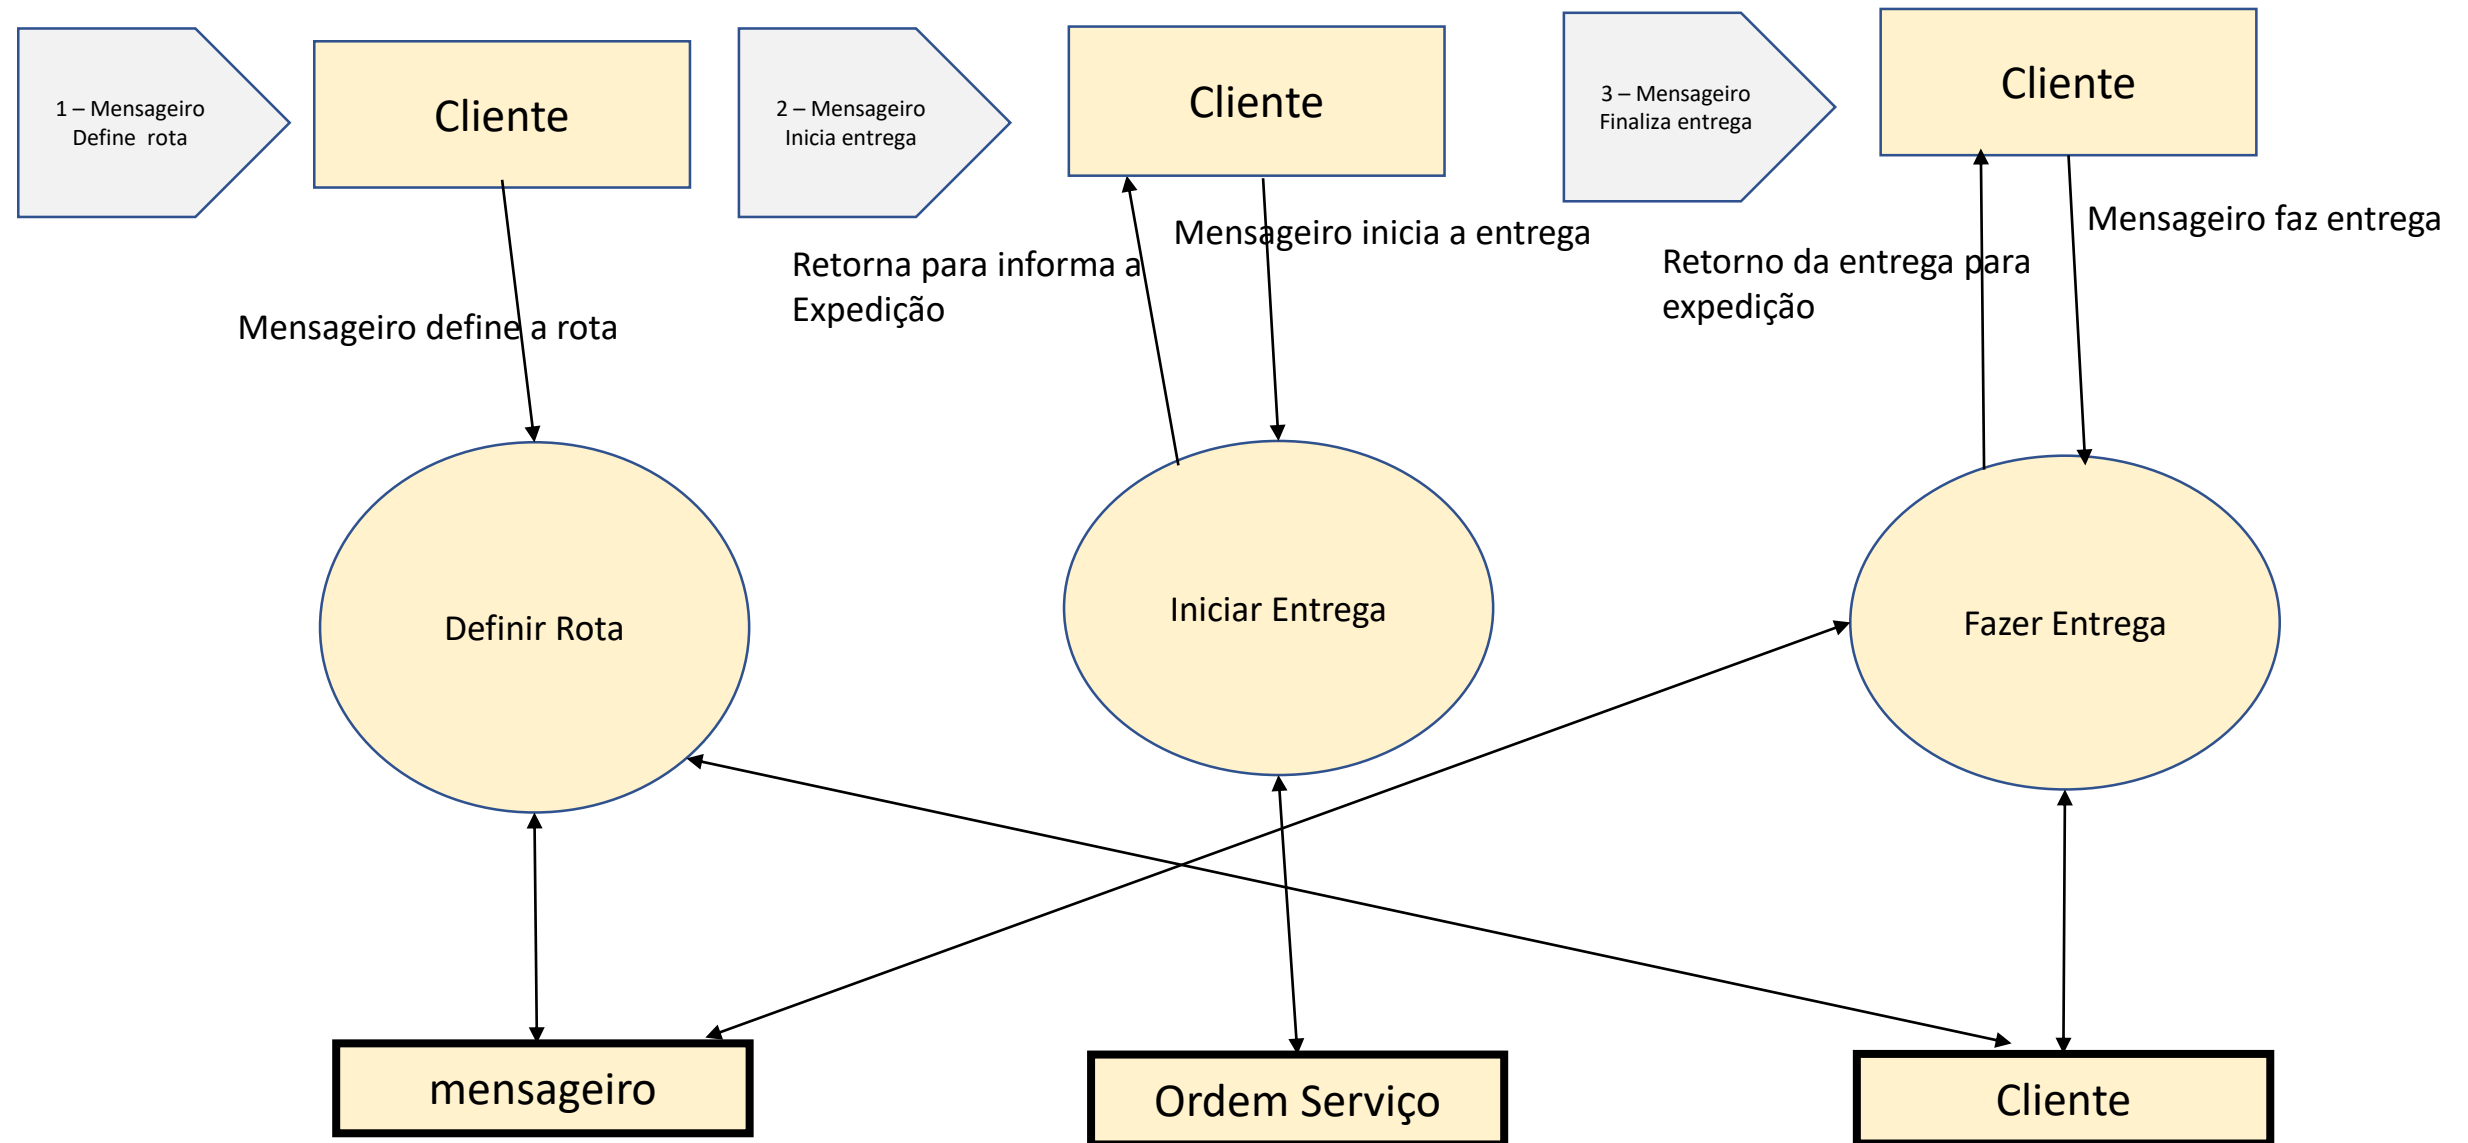 1 – Mensageiro
Define  rota
Cliente
2 – Mensageiro
Inicia entrega
Cliente
3 – Mensageiro
Finaliza entrega
Cliente
Mensageiro define a rota
Retorna para informa a
Expedição
Mensageiro inicia a entrega
Retorno da entrega para
expedição
Mensageiro faz entrega
Definir Rota
Iniciar Entrega
Fazer Entrega
mensageiro
Ordem Serviço
Cliente